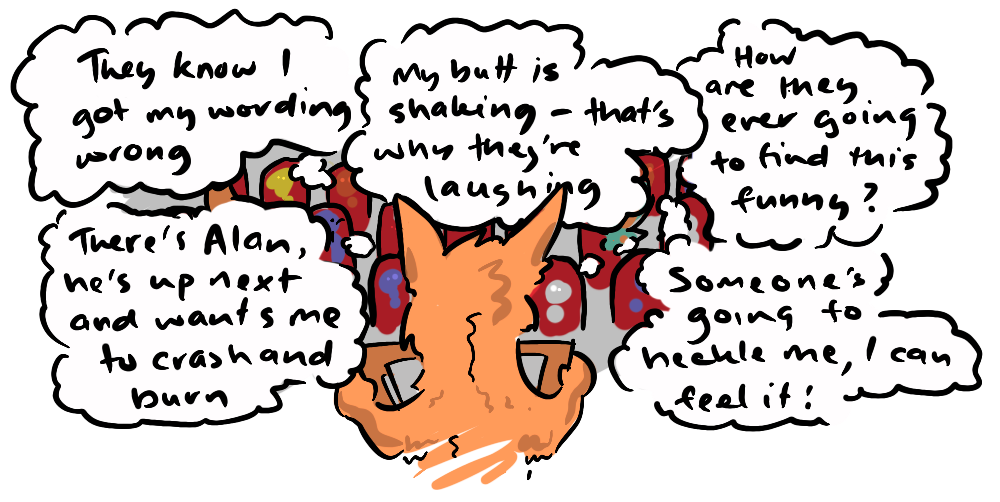 They know I
got my wording
wrong
My butt is
shaking - that's
why they're
laughing
How
are they
ever going
to find this
funny?
There's Alan,
he's up next
and wants me
to crash and
burn
Someone's
going to
heckle me, I can
feel it!